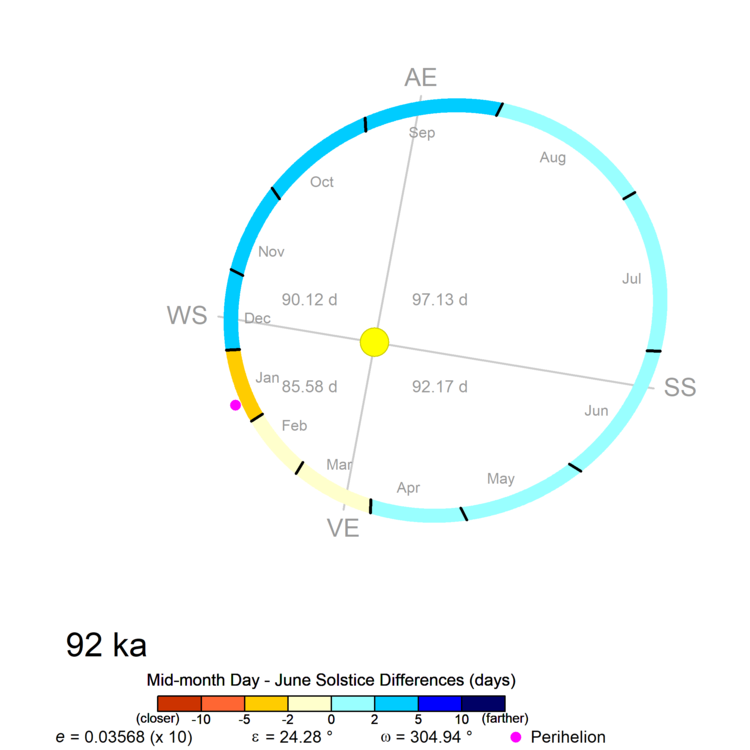 AE
Sep
Aug
Oct
Nov
Jul
90.12 d
97.13 d
WS
Dec
Jan
85.58 d
92.17 d
SS
Jun
Feb
Mar
May
Apr
VE
92 ka
Mid-month Day - June Solstice Differences (days)
(closer) -10 -5 -2 0 2 5 10 (farther)
e = 0.03568 (x 10) ε = 24.28 ° ω = 304.94 ° Perihelion